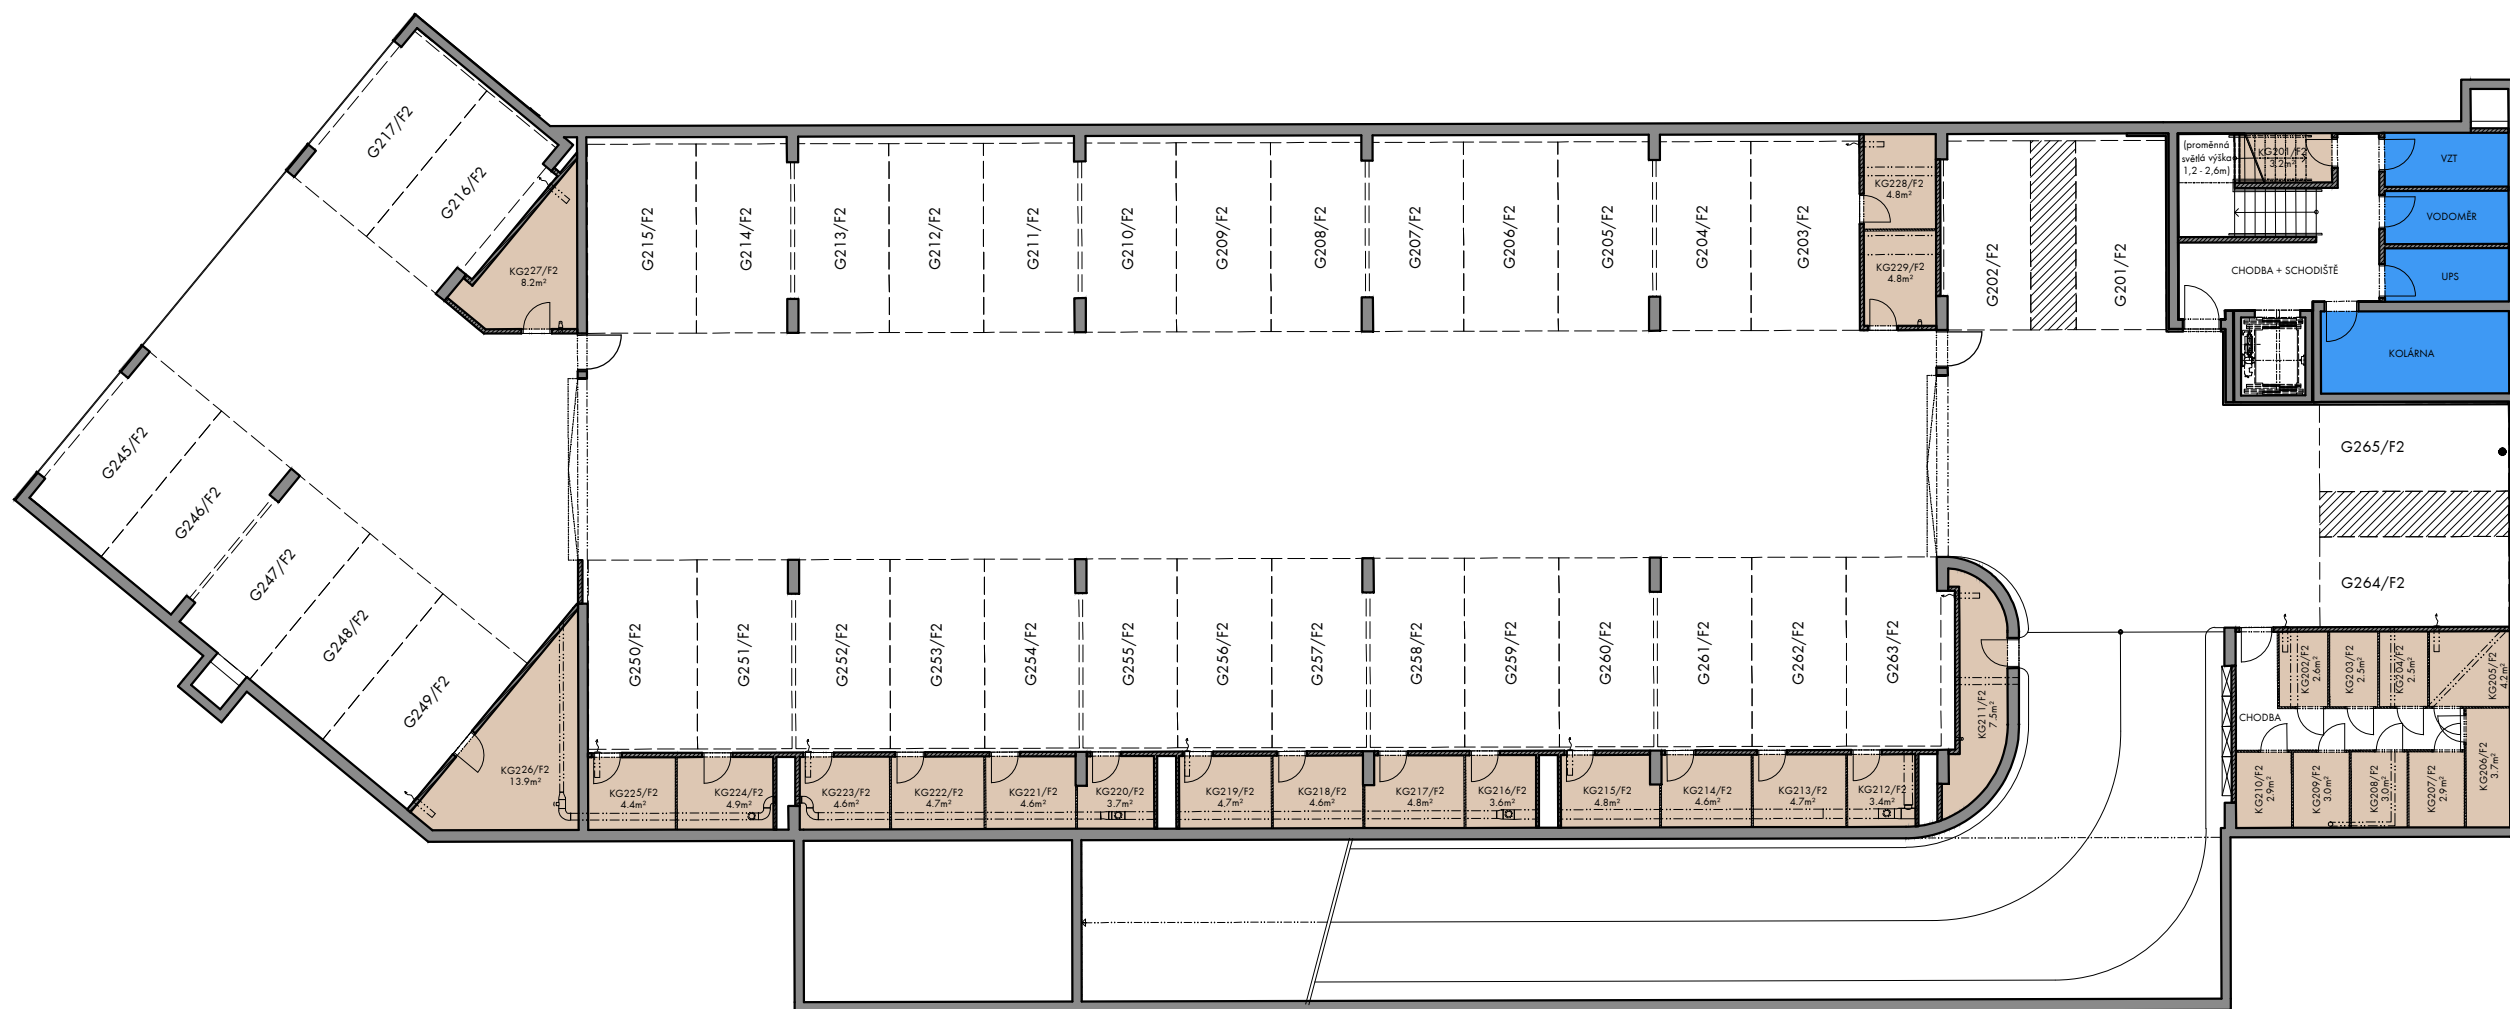 G217/F2
G216/F2
KG227/F2
8.2m²
G215/F2
G214/F2
G213/F2
G212/F2
G211/F2
G210/F2
G209/F2
G208/F2
G207/F2
G206/F2
G205/F2
G204/F2
G203/F2
KG228/F2
4.8m²
KG229/F2
4.8m²
G202/F2
G201/F2
(proměnná
světlá výška
1,2 - 2,6m)
KG201/F2
3.2m²
VZT
VODOMĚR
UPS
CHODBA + SCHODIŠTĚ
KOLÁRNA
G265/F2
G264/F2
G245/F2
G246/F2
G247/F2
G248/F2
G249/F2
KG226/F2
13.9m²
G250/F2
G251/F2
G252/F2
G253/F2
G254/F2
G255/F2
G256/F2
G257/F2
G258/F2
G259/F2
G260/F2
G261/F2
G262/F2
G263/F2
KG211/F2
7.5m²
KG225/F2
4.4m²
KG224/F2
4.9m²
KG223/F2
4.6m²
KG222/F2
4.7m²
KG221/F2
4.6m²
KG220/F2
3.7m²
KG219/F2
4.7m²
KG218/F2
4.6m²
KG217/F2
4.8m²
KG216/F2
3.6m²
KG215/F2
4.8m²
KG214/F2
4.6m²
KG213/F2
4.7m²
KG212/F2
3.4m²
KG202/F2
2.6m²
KG203/F2
2.5m²
KG204/F2
2.5m²
KG205/F2
4.2m²
CHODBA
KG210/F2
2.9m²
KG209/F2
3.0m²
KG208/F2
3.0m²
KG207/F2
2.9m²
KG206/F2
3.7m²